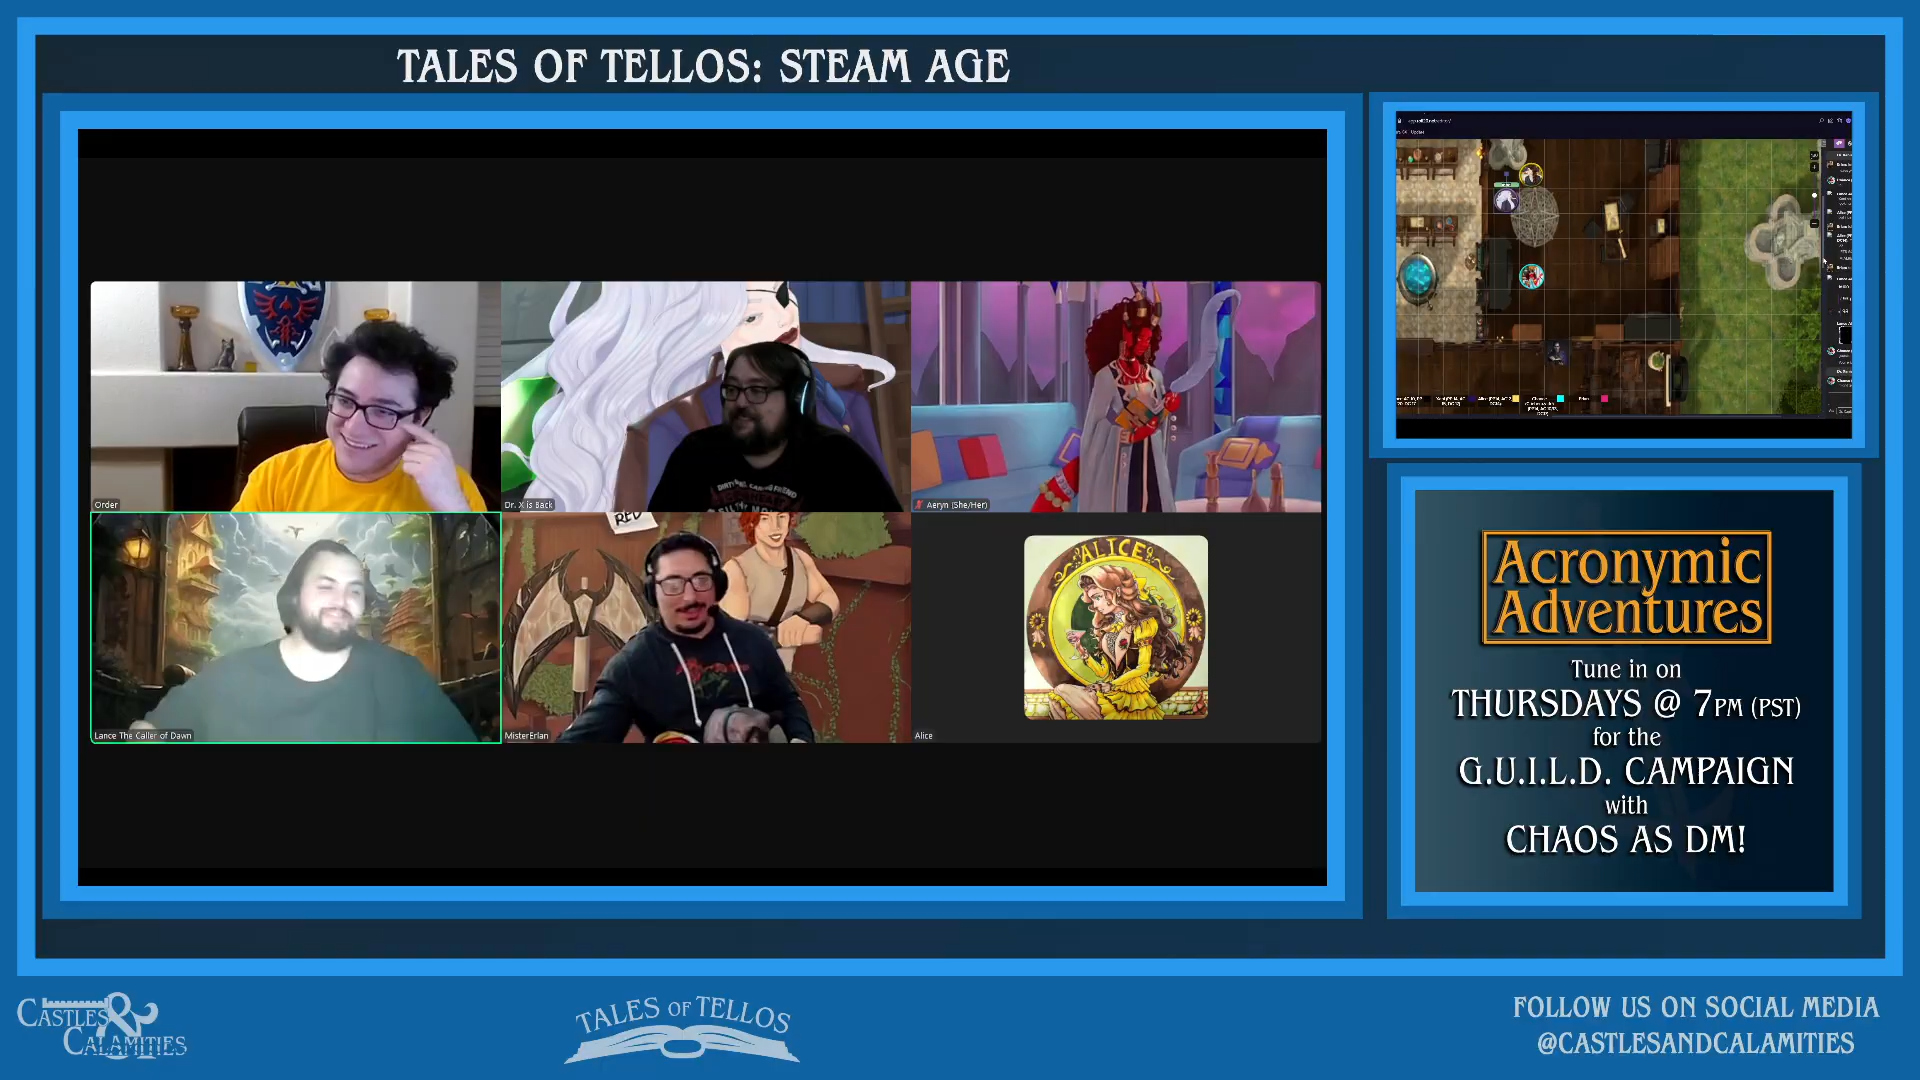 TALES OF TELLOS: STEAM AGE
RED
Order
Dr. X is Back
Aeryn (She/Her)
Lance The Caller of Dawn
MisterErlan
ALICE
Alice
Acronymic
Adventures
Tune in on
THURSDAYS @ 7PM (PST)
for the
G.U.I.L.D. CAMPAIGN
with
CHAOS AS DM!
CASTLES
&
CALAMITIES
TALES OF TELLOS
FOLLOW US ON SOCIAL MEDIA
@CASTLESANDCALAMITIES